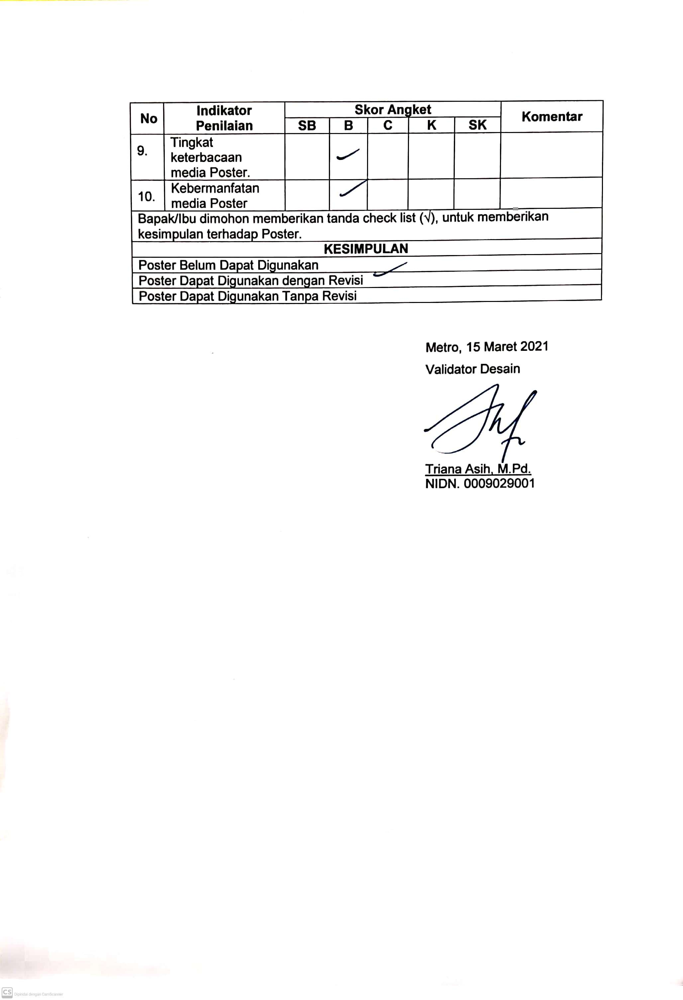 No Indikator Penilaian Skor Angket Komentar
SB B C K SK
9. Tingkat
keterbacaan
media Poster. ✓
10. Kebermanfatan
media Poster ✓
Bapak/Ibu dimohon memberikan tanda check list (√), untuk memberikan
kesimpulan terhadap Poster.
KESIMPULAN
Poster Belum Dapat Digunakan
Poster Dapat Digunakan dengan Revisi ✓
Poster Dapat Digunakan Tanpa Revisi
Metro, 15 Maret 2021
Validator Desain
Triana Asih, M.Pd.
NIDN. 0009029001
CS Dipindai dengan CamScanner